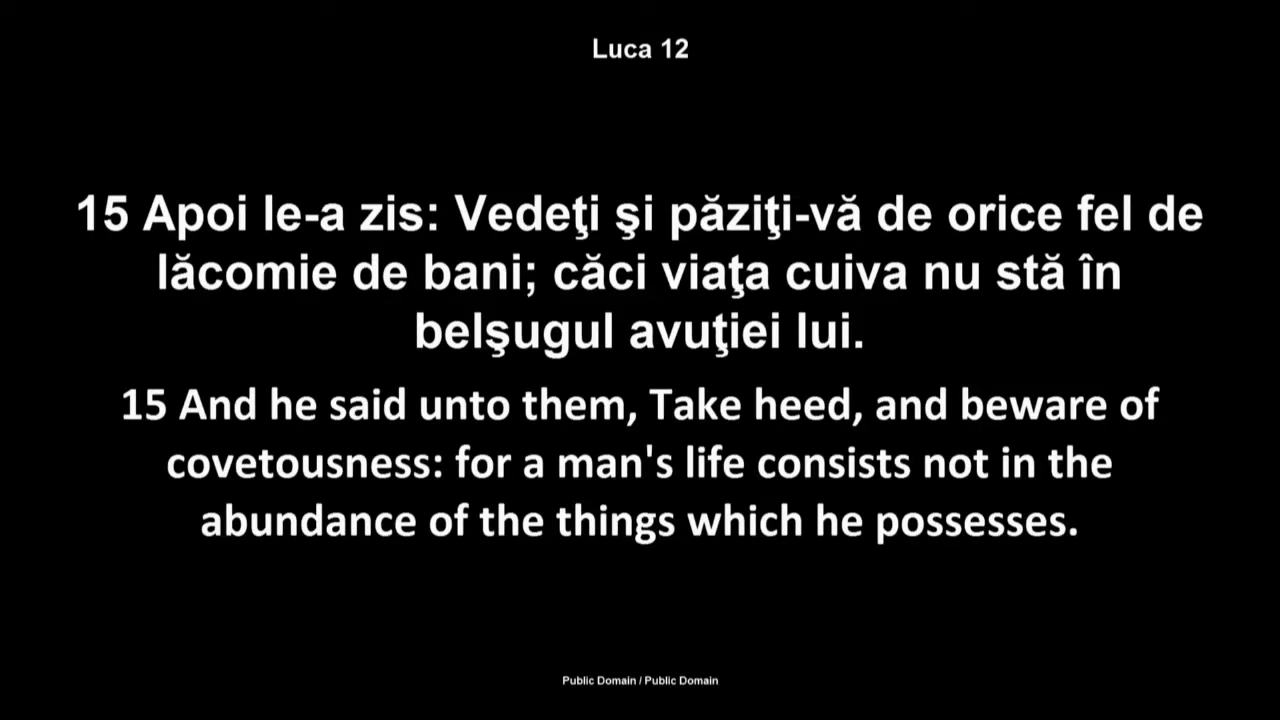 Luca 12
15 Apoi le-a zis: Vedeţi şi păziţi-vă de orice fel de
lăcomie de bani; căci viaţa cuiva nu stă în
belşugul avuţiei lui.
15 And he said unto them, Take heed, and beware of
covetousness: for a man's life consists not in the
abundance of the things which he possesses.
Public Domain / Public Domain